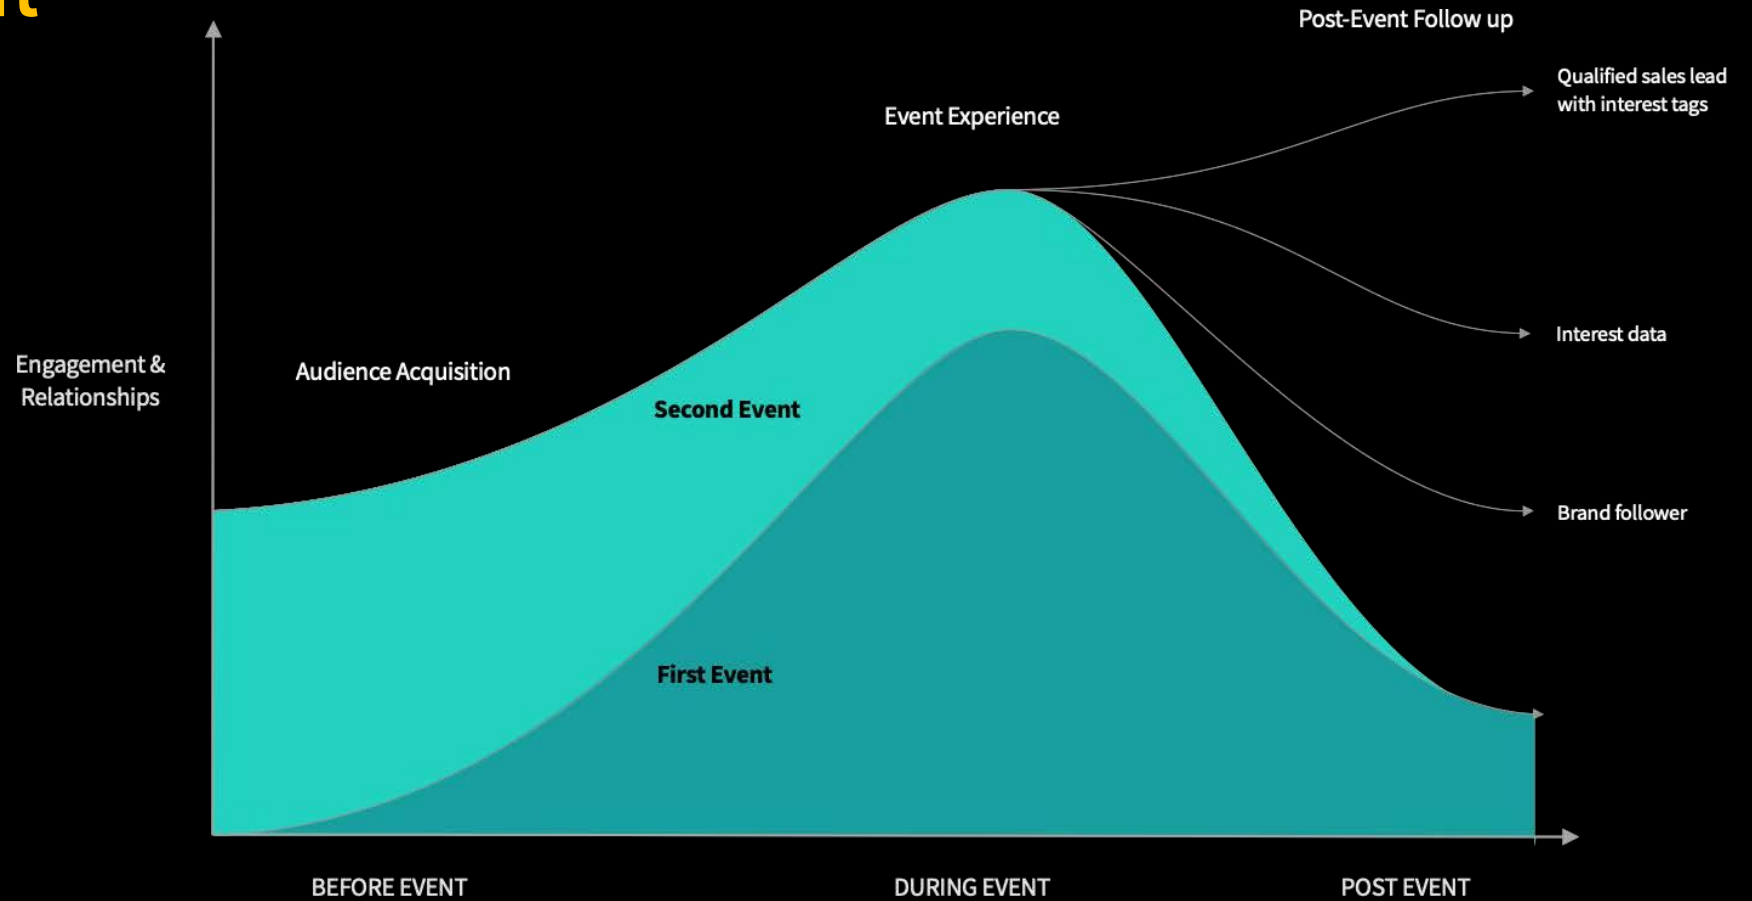 Post-Event Follow up
Qualified sales lead
with interest tags
Event Experience
Interest data
Engagement &
Relationships
Audience Acquisition
Second Event
Brand follower
First Event
BEFORE EVENT
DURING EVENT
POST EVENT